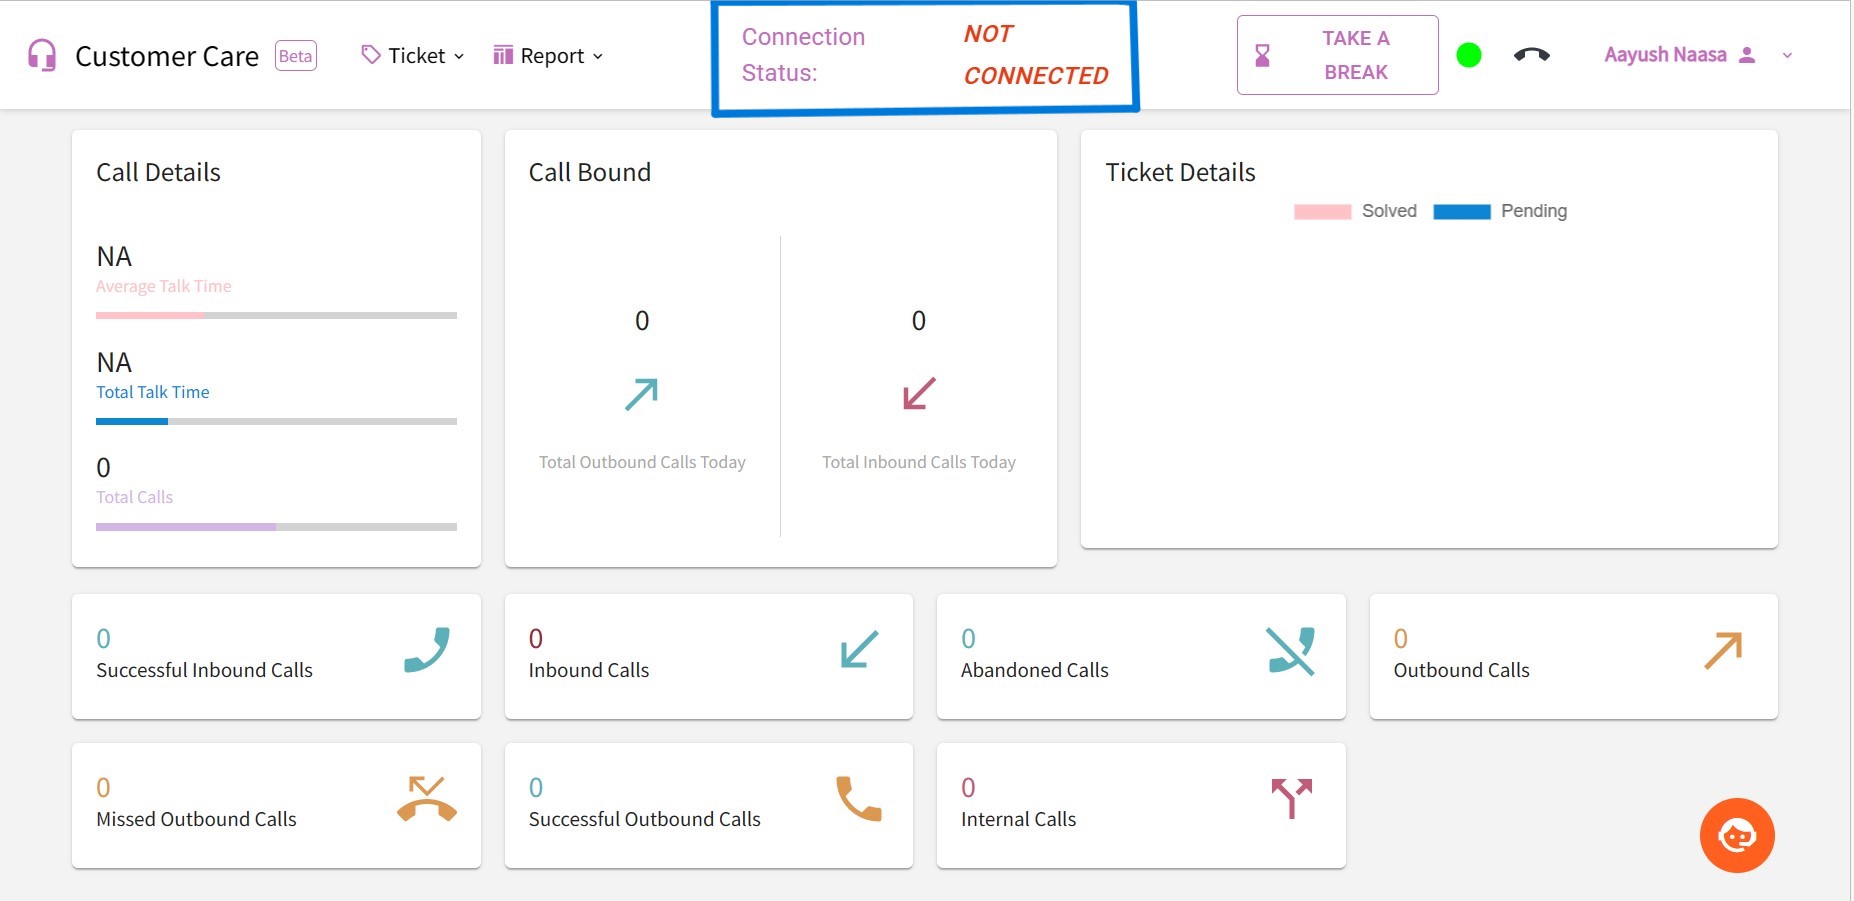 Customer Care Beta Ticket Report
Connection
Status:
NOT
CONNECTED
TAKE A
BREAK
Aayush Naasa
Call Details
NA
Average Talk Time
NA
Total Talk Time
0
Total Calls
Call Bound
0
Total Outbound Calls Today
0
Total Inbound Calls Today
Ticket Details
Solved Pending
0
Successful Inbound Calls
0
Inbound Calls
0
Abandoned Calls
0
Outbound Calls
0
Missed Outbound Calls
0
Successful Outbound Calls
0
Internal Calls